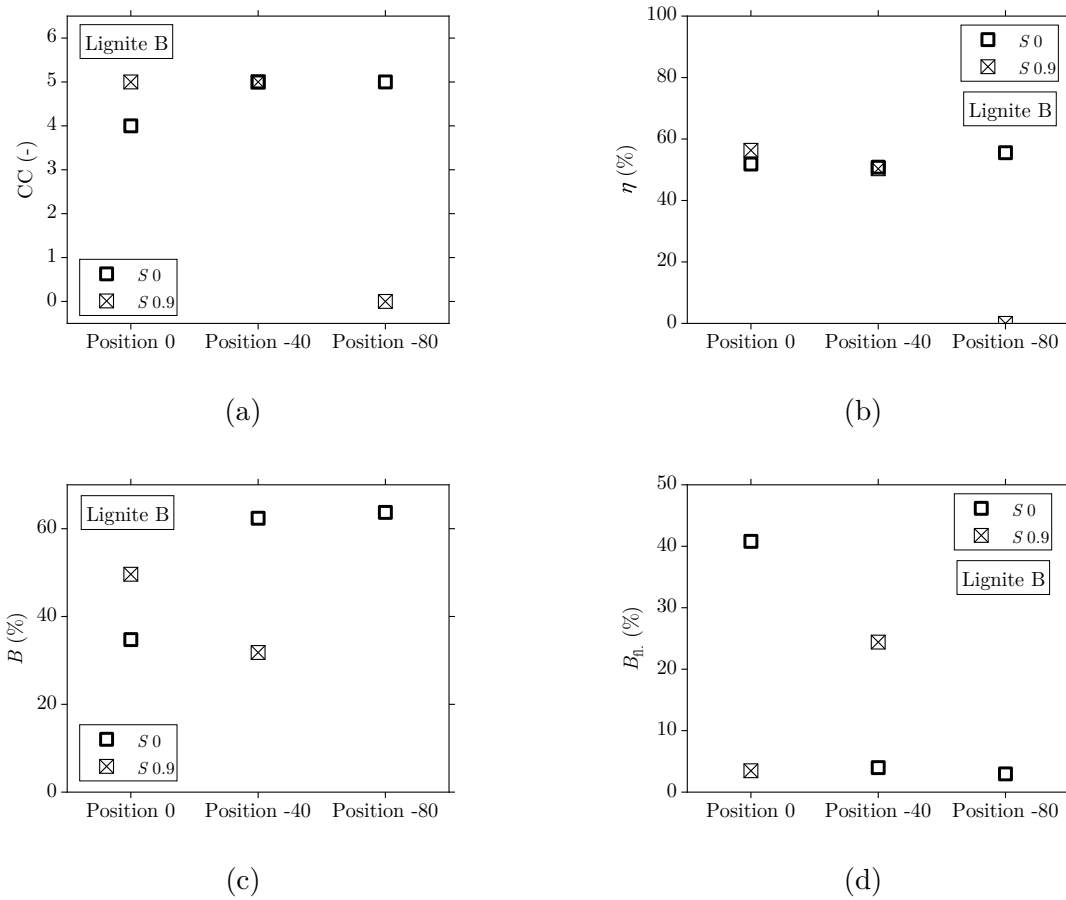 Lignite B
6
5
4
3
2
1
0
CC (-)
S 0
S 0.9
Position 0 Position -40 Position -80
(a)
100
80
60
40
20
0
η (%)
S 0
S 0.9
Lignite B
Position 0 Position -40 Position -80
(b)
Lignite B
60
40
20
0
B (%)
S 0
S 0.9
Position 0 Position -40 Position -80
(c)
50
40
30
20
10
0
B_fl. (%)
S 0
S 0.9
Lignite B
Position 0 Position -40 Position -80
(d)